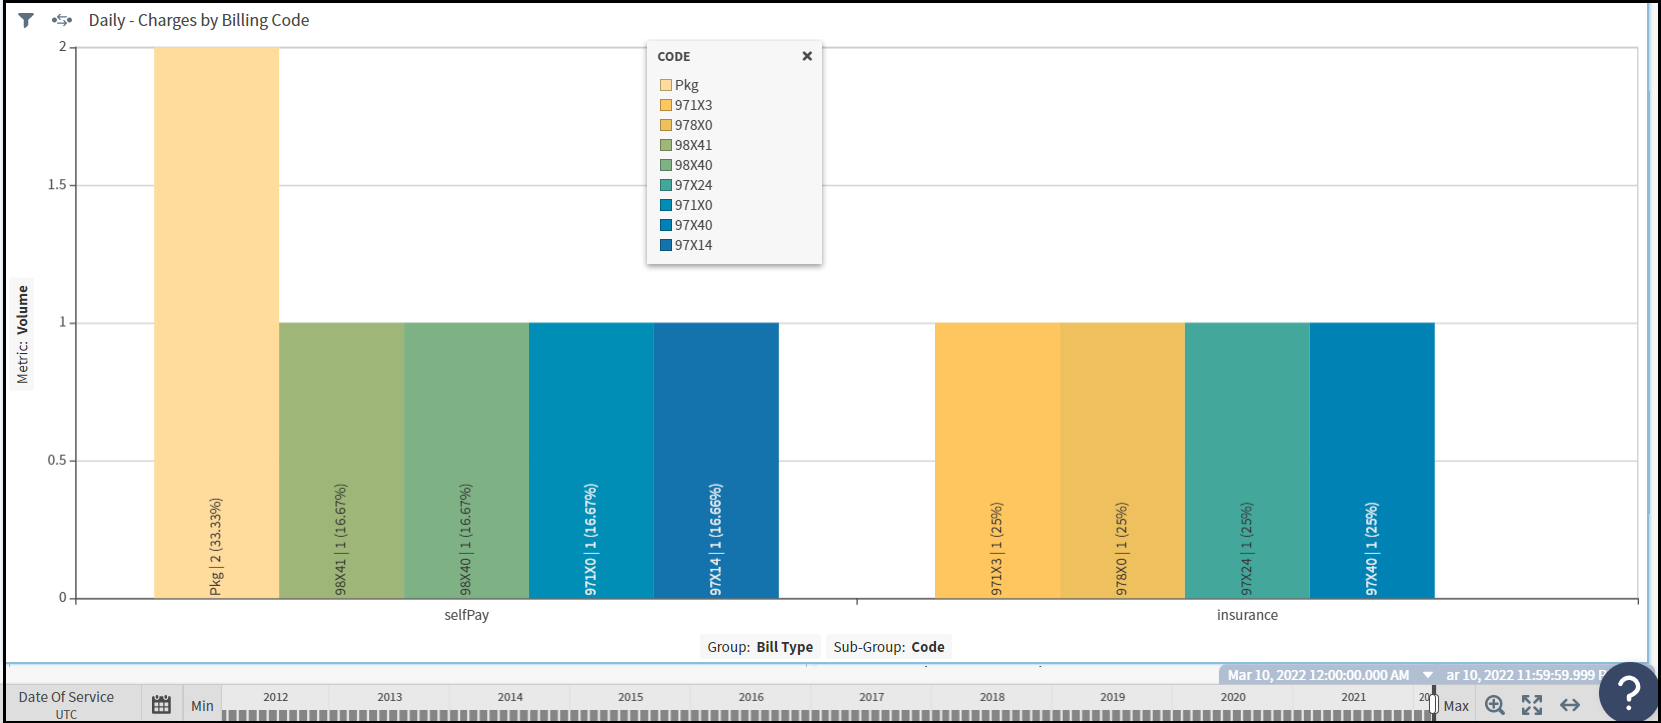 Daily - Charges by Billing Code
2
1.5
1
0.5
0
Metric: Volume
CODE
Pkg
971X3
978X0
98X41
98X40
97X24
971X0
97X40
97X14
Pkg | 2 (33.33%)
98X41 | 1 (16.67%)
98X40 | 1 (16.67%)
971X0 | 1 (16.67%)
97X14 | 1 (16.66%)
971X3 | 1 (25%)
978X0 | 1 (25%)
97X24 | 1 (25%)
97X40 | 1 (25%)
selfPay
insurance
Group: Bill Type Sub-Group: Code
Mar 10, 2022 12:00:00.000 AM
ar 10, 2022 11:59:59.999 P
Date Of Service
UTC
Min
2012 2013 2014 2015 2016 2017 2018 2019 2020 2021 20
Max
?